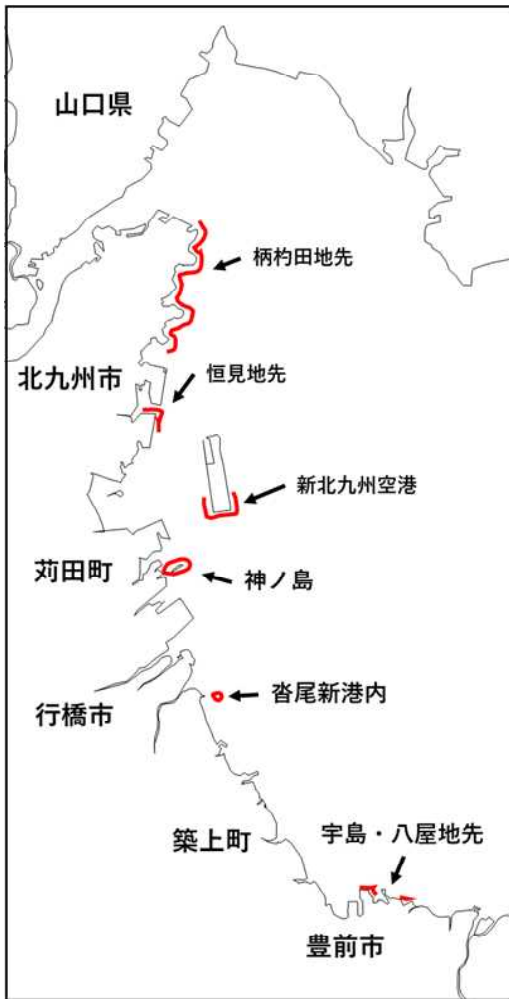 山口県
柄杓田地先
北九州市
恒見地先
新北九州空港
苅田町
神ノ島
沓尾新港内
行橋市
築上町
宇島・八屋地先
豊前市